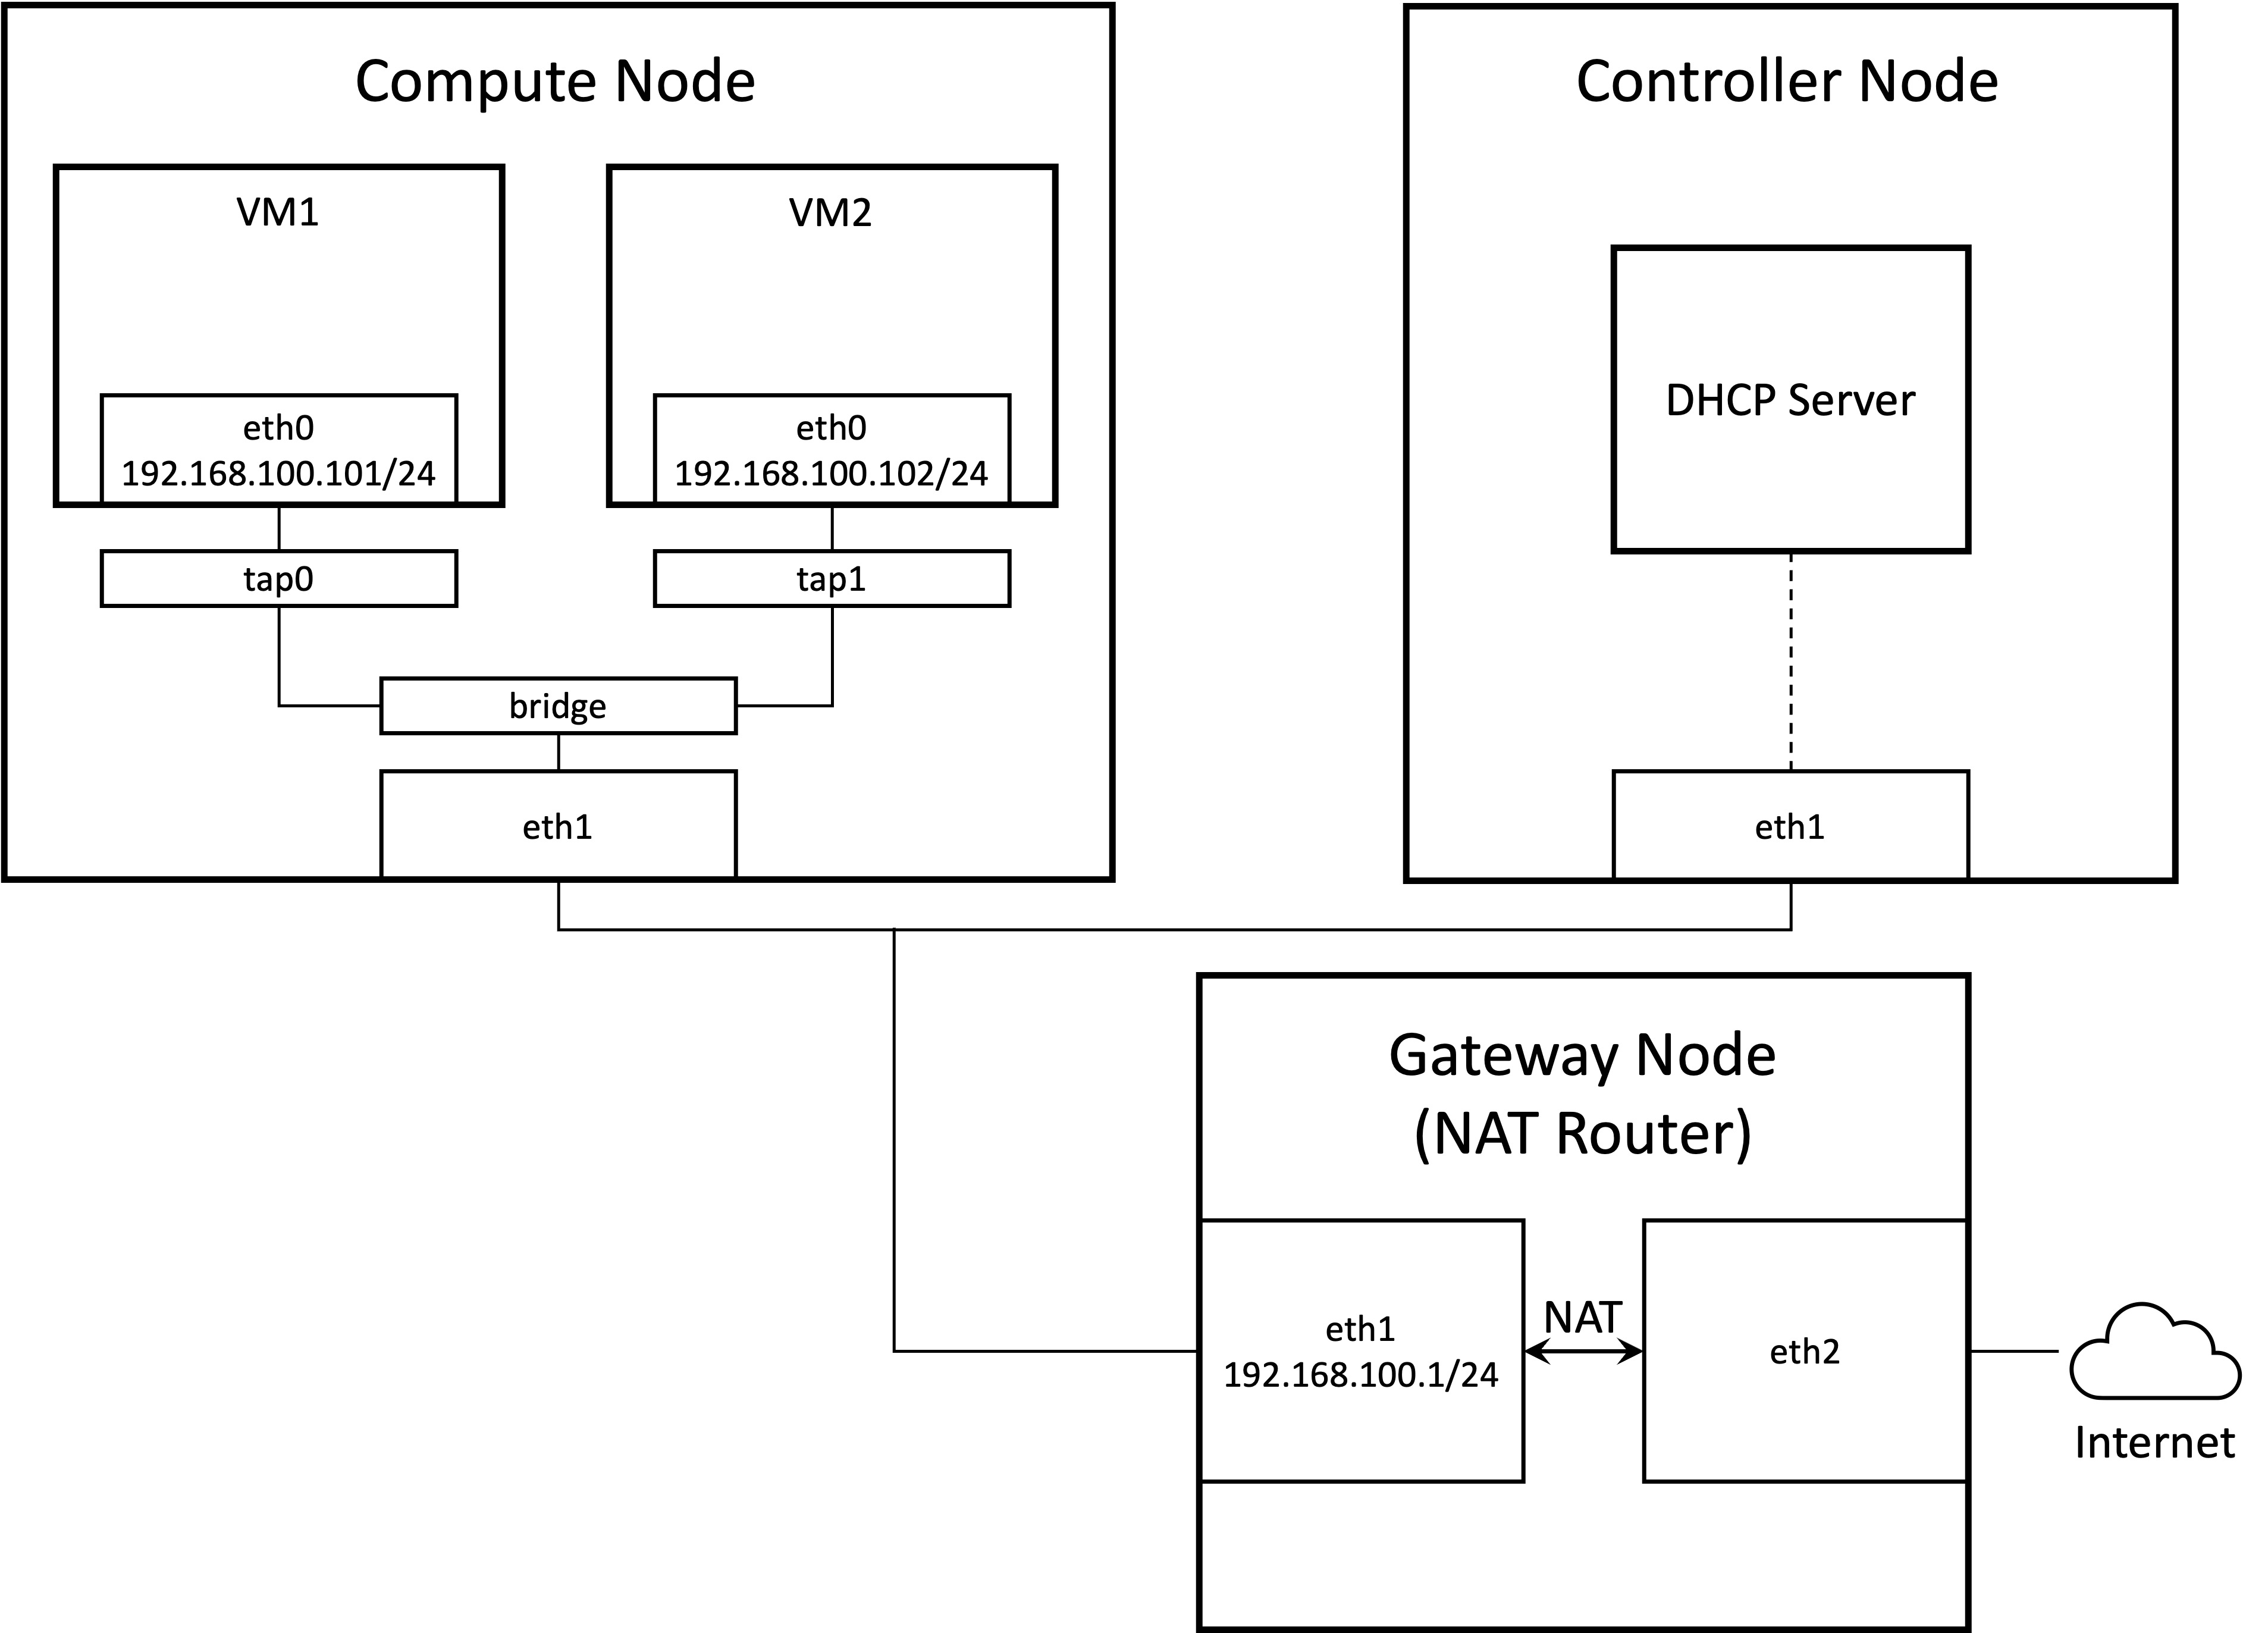 Compute Node
VM1
eth0
192.168.100.101/24
tap0
VM2
eth0
192.168.100.102/24
tap1
bridge
eth1
Controller Node
DHCP Server
eth1
Gateway Node
(NAT Router)
eth1
192.168.100.1/24
NAT
eth2
Internet